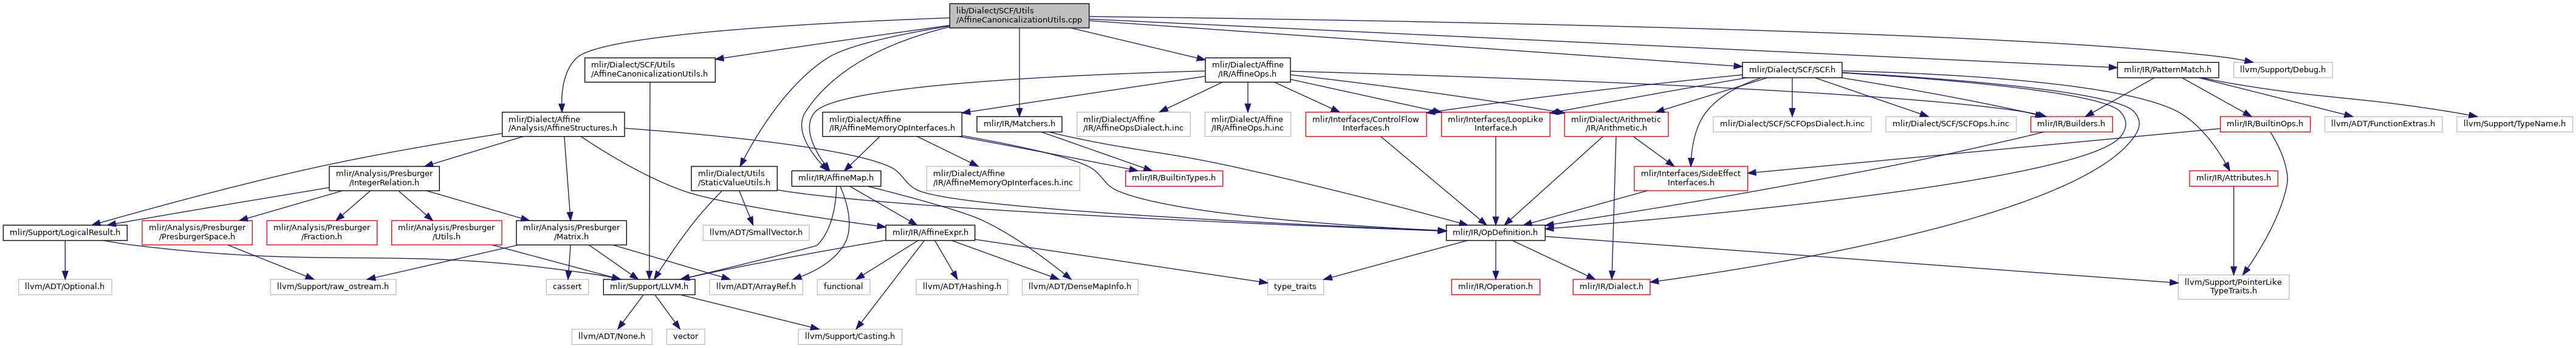 lib/Dialect/SCF/Utils
/AffineCanonicalizationUtils.cpp
mlir/Dialect/SCF/Utils
/AffineCanonicalizationUtils.h
mlir/Dialect/Affine
/IR/AffineOps.h
mlir/Dialect/SCF/SCF.h
mlir/IR/PatternMatch.h
llvm/Support/Debug.h
mlir/Dialect/Affine
/Analysis/AffineStructures.h
mlir/Dialect/Affine
/IR/AffineMemoryOpInterfaces.h
mlir/IR/Matchers.h
mlir/Dialect/Affine
/IR/AffineOpsDialect.h.inc
mlir/Dialect/Affine
/IR/AffineOps.h.inc
mlir/Interfaces/ControlFlow
Interfaces.h
mlir/Interfaces/LoopLike
Interface.h
mlir/Dialect/Arithmetic
/IR/Arithmetic.h
mlir/Dialect/SCF/SCFOpsDialect.h.inc
mlir/Dialect/SCF/SCFOps.h.inc
mlir/IR/Builders.h
mlir/IR/BuiltinOps.h
llvm/ADT/FunctionExtras.h
llvm/Support/TypeName.h
mlir/Analysis/Presburger
/IntegerRelation.h
mlir/Dialect/Utils
/StaticValueUtils.h
mlir/IR/AffineMap.h
mlir/Dialect/Affine
/IR/AffineMemoryOpInterfaces.h.inc
mlir/IR/BuiltinTypes.h
mlir/Interfaces/SideEffect
Interfaces.h
mlir/IR/Attributes.h
mlir/Support/LogicalResult.h
mlir/Analysis/Presburger
/PresburgerSpace.h
mlir/Analysis/Presburger
/Fraction.h
mlir/Analysis/Presburger
/Utils.h
mlir/Analysis/Presburger
/Matrix.h
llvm/ADT/SmallVector.h
mlir/IR/AffineExpr.h
mlir/IR/OpDefinition.h
llvm/ADT/Optional.h
llvm/Support/raw_ostream.h
cassert
mlir/Support/LLVM.h
llvm/ADT/ArrayRef.h
functional
llvm/ADT/Hashing.h
llvm/ADT/DenseMapInfo.h
type_traits
mlir/IR/Operation.h
mlir/IR/Dialect.h
llvm/Support/PointerLike
TypeTraits.h
llvm/ADT/None.h
vector
llvm/Support/Casting.h